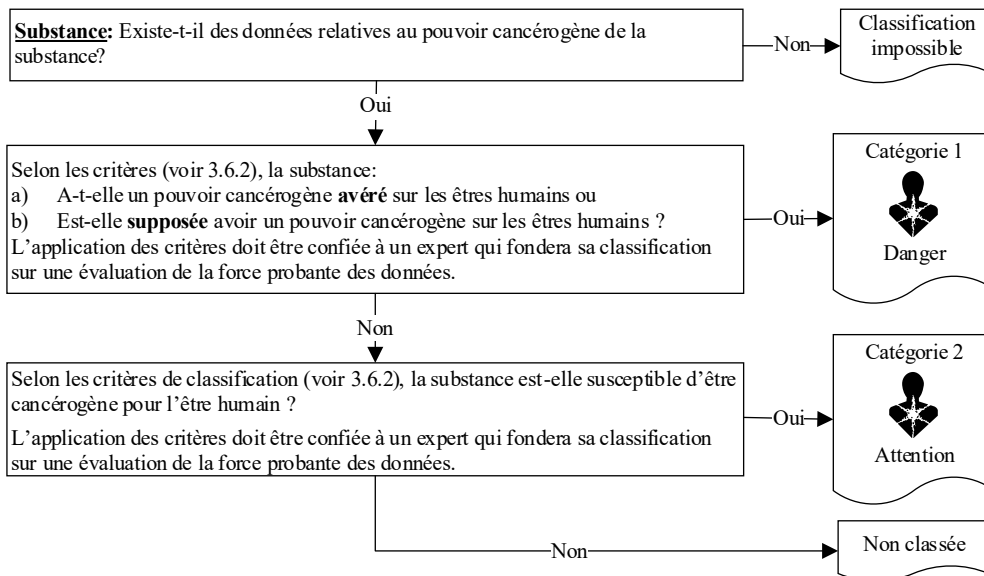 Substance: Existe-t-il des données relatives au pouvoir cancérogène de la
substance?
Non
Classification
impossible
Oui
Selon les critères (voir 3.6.2), la substance:
a) A-t-elle un pouvoir cancérogène avéré sur les êtres humains ou
b) Est-elle supposée avoir un pouvoir cancérogène sur les êtres humains ?
L’application des critères doit être confiée à un expert qui fondera sa classification
sur une évaluation de la force probante des données.
Oui
Catégorie 1
Danger
Non
Selon les critères de classification (voir 3.6.2), la substance est-elle susceptible d’être
cancérogène pour l’être humain ?
L’application des critères doit être confiée à un expert qui fondera sa classification
sur une évaluation de la force probante des données.
Oui
Catégorie 2
Attention
Non
Non classée